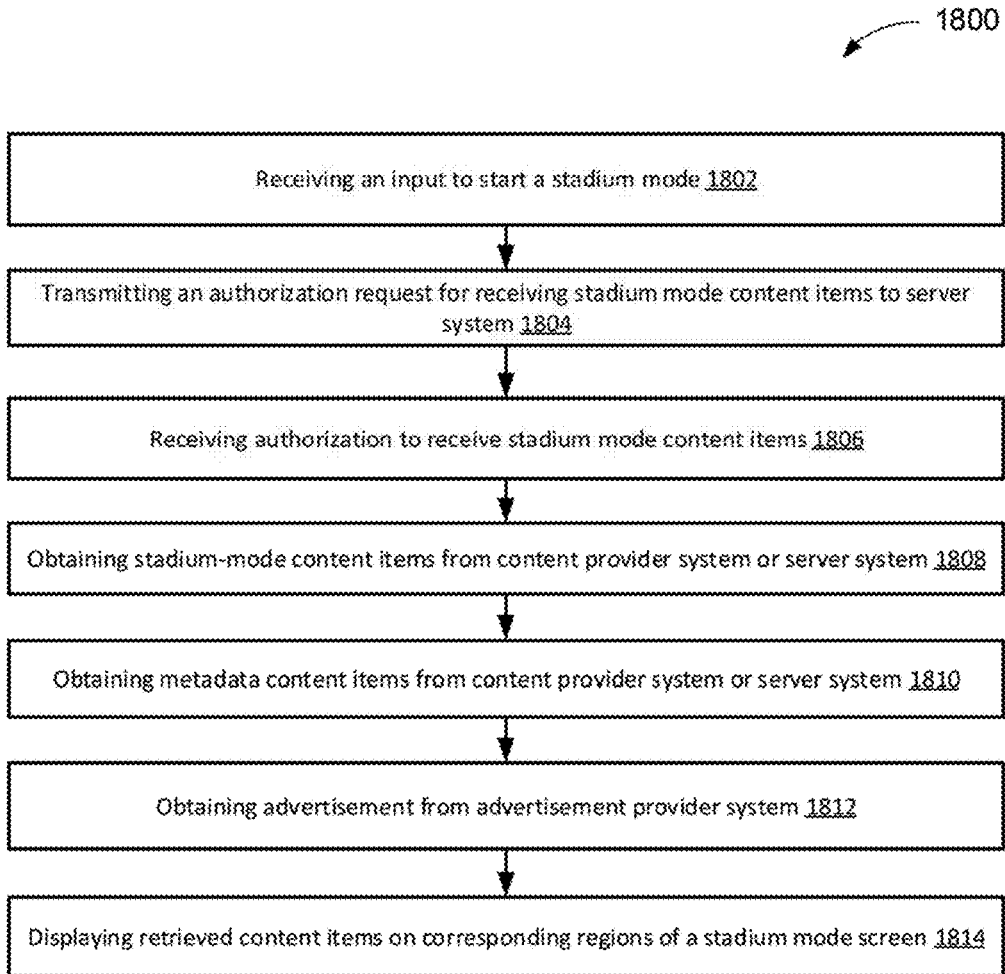 1800
Receiving an input to start a stadium mode 1802
Transmitting an authorization request for receiving stadium mode content items to server
system 1804
Receiving authorization to receive stadium mode content items 1806
Obtaining stadium-mode content items from content provider system or server system 1808
Obtaining metadata content items from content provider system or server system 1810
Obtaining advertisement from advertisement provider system 1812
Displaying retrieved content items on corresponding regions of a stadium mode screen 1814